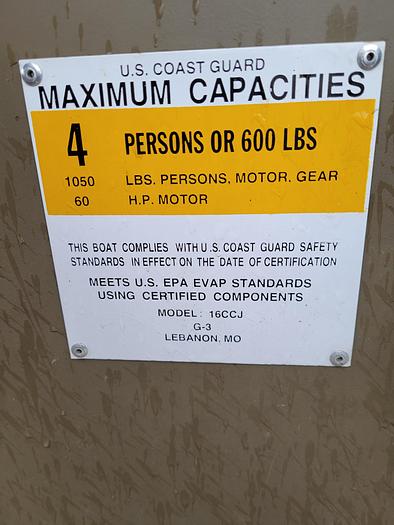 U.S. COAST GUARD
MAXIMUM CAPACITIES
4 PERSONS OR 600 LBS
1050 LBS. PERSONS, MOTOR, GEAR
60 H.P. MOTOR
THIS BOAT COMPLIES WITH U.S. COAST GUARD SAFETY
STANDARDS IN EFFECT ON THE DATE OF CERTIFICATION
MEETS U.S. EPA EVAP STANDARDS
USING CERTIFIED COMPONENTS
MODEL: 16CCJ
G-3
LEBANON, MO